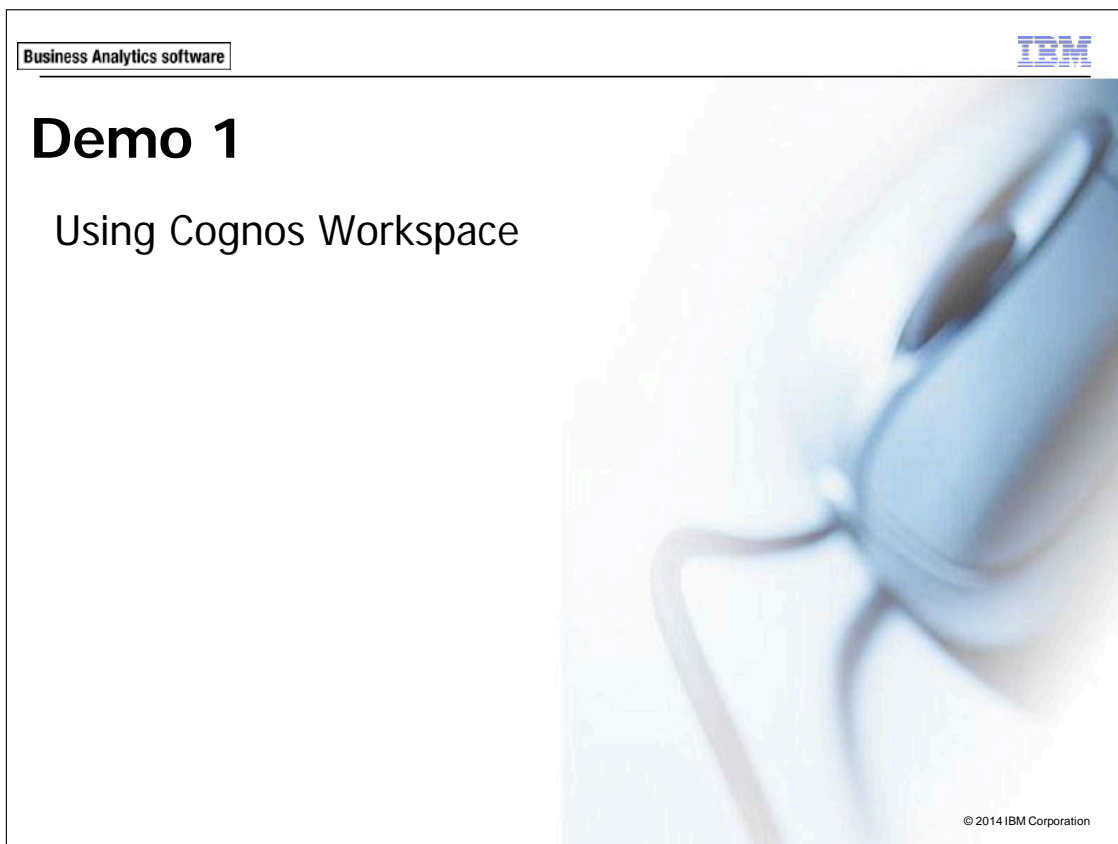 Business Analytics software
IBM
Demo 1
Using Cognos Workspace
© 2014 IBM Corporation